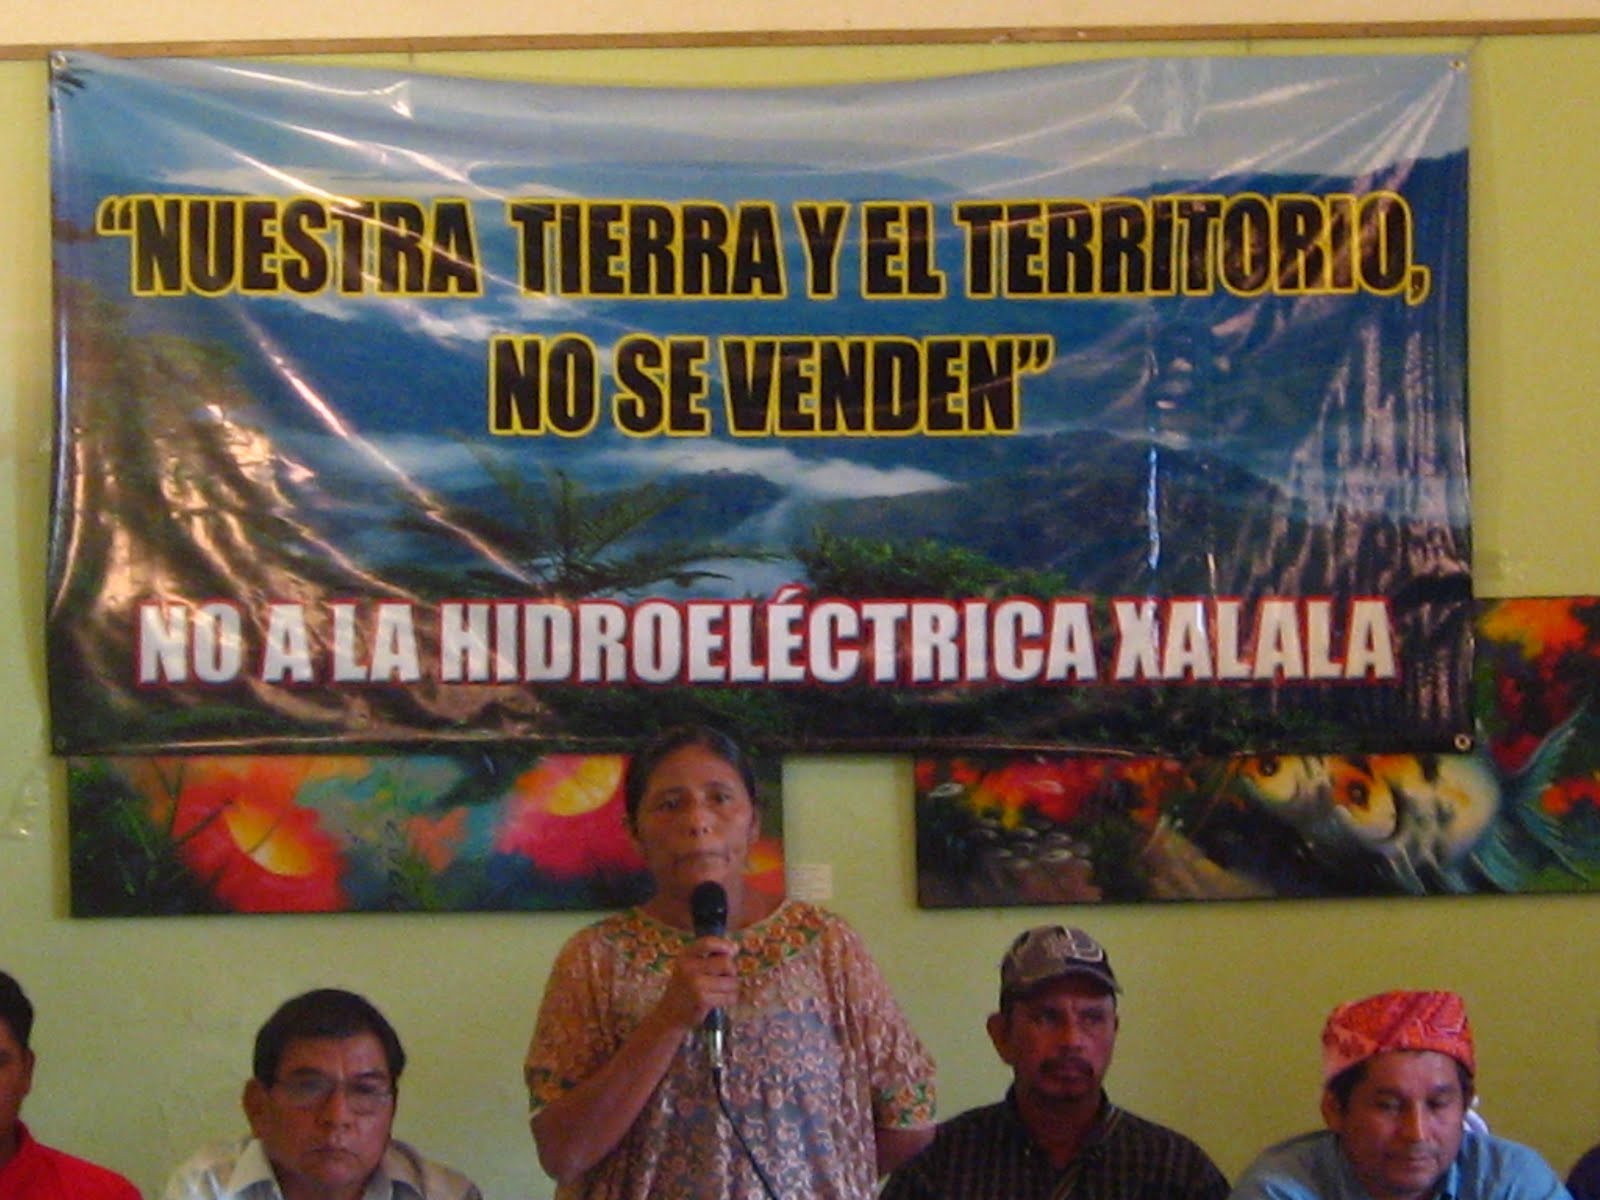 “NUESTRA TIERRA Y EL TERRITORIO,
NO SE VENDEN”
NO A LA HIDROELÉCTRICA XALALA